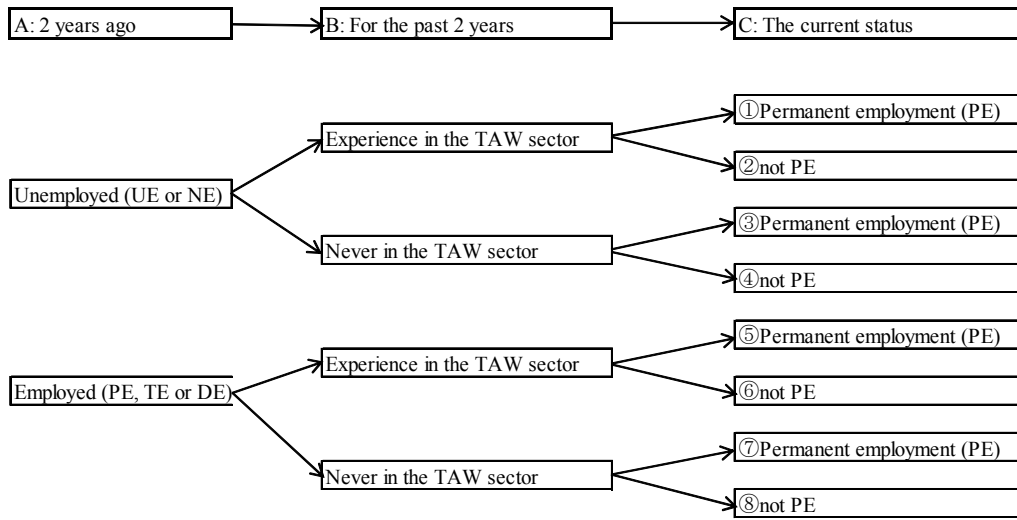 A: 2 years ago
B: For the past 2 years
C: The current status
①Permanent employment (PE)
Experience in the TAW sector
②not PE
Unemployed (UE or NE)
③Permanent employment (PE)
Never in the TAW sector
④not PE
⑤Permanent employment (PE)
Experience in the TAW sector
⑥not PE
Employed (PE, TE or DE)
⑦Permanent employment (PE)
Never in the TAW sector
⑧not PE